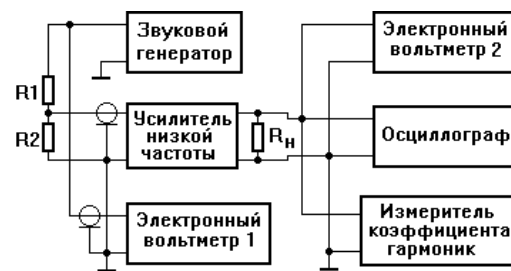 Звуковой
генератор
Электронный
вольтметр 2
R1
R2
Усилитель
низкой
частоты
Rн
Осциллограф
Электронный
вольтметр 1
Измеритель
коэффициента
гармоник